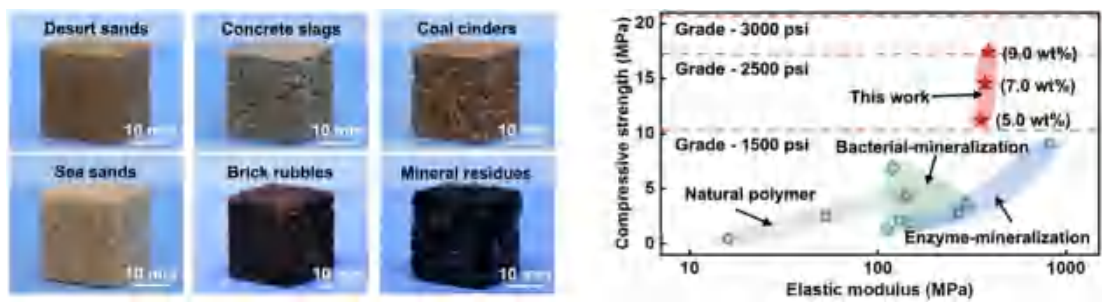 Desert sands
Concrete slags
Coal cinders
10 mm
10 mm
10 mm
Sea sands
Brick rubbles
Mineral residues
10 mm
10 mm
10 mm
Compressive strength (MPa)
20
15
10
5
0
Grade - 3000 psi
(9.0 wt%)
Grade - 2500 psi
(7.0 wt%)
This work
(5.0 wt%)
Grade - 1500 psi
Bacterial-mineralization
Natural polymer
Enzyme-mineralization
10
100
1000
Elastic modulus (MPa)